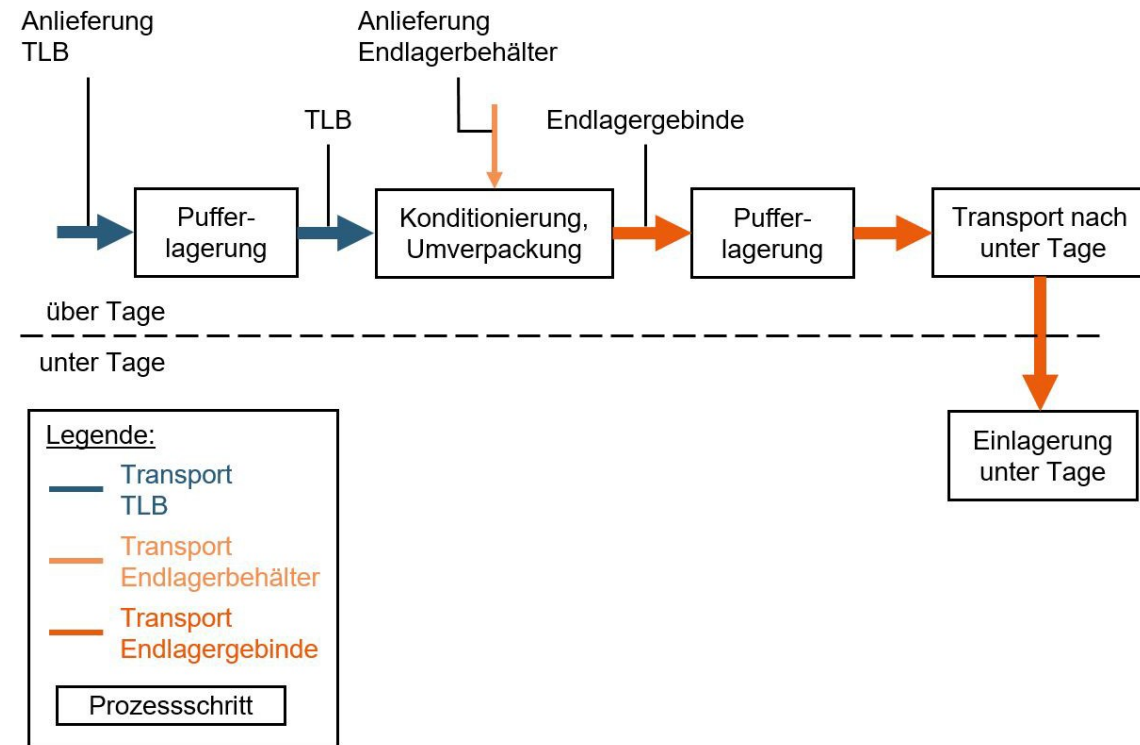 Anlieferung
TLB
Anlieferung
Endlagerbehälter
TLB
Endlagergebinde
Puffer-
lagerung
Konditionierung,
Umverpackung
Puffer-
lagerung
Transport nach
unter Tage
über Tage
unter Tage
Einlagerung
unter Tage
Legende:
Transport
TLB
Transport
Endlagerbehälter
Transport
Endlagergebinde
Prozessschritt